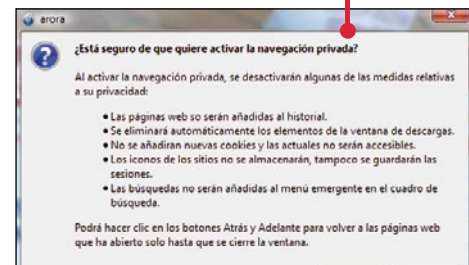 arora
¿Está seguro de que quiere activar la navegación privada?
Al activar la navegación privada, se desactivarán algunas de las medidas relativas
a su privacidad:
● Las páginas web so serán añadidas al historial.
● Se eliminará automáticamente los elementos de la ventana de descargas.
● No se añadiran nuevas cookies y las actuales no serán accesibles.
● Los iconos de los sitios no se almacenarán, tampoco se guardarán las
sesiones.
● Las búsquedas no serán añadidas al menú emergente en el cuadro de
búsqueda.
Podrá hacer clic en los botones Atrás y Adelante para volver a las páginas web
que ha abierto solo hasta que se cierre la ventana.